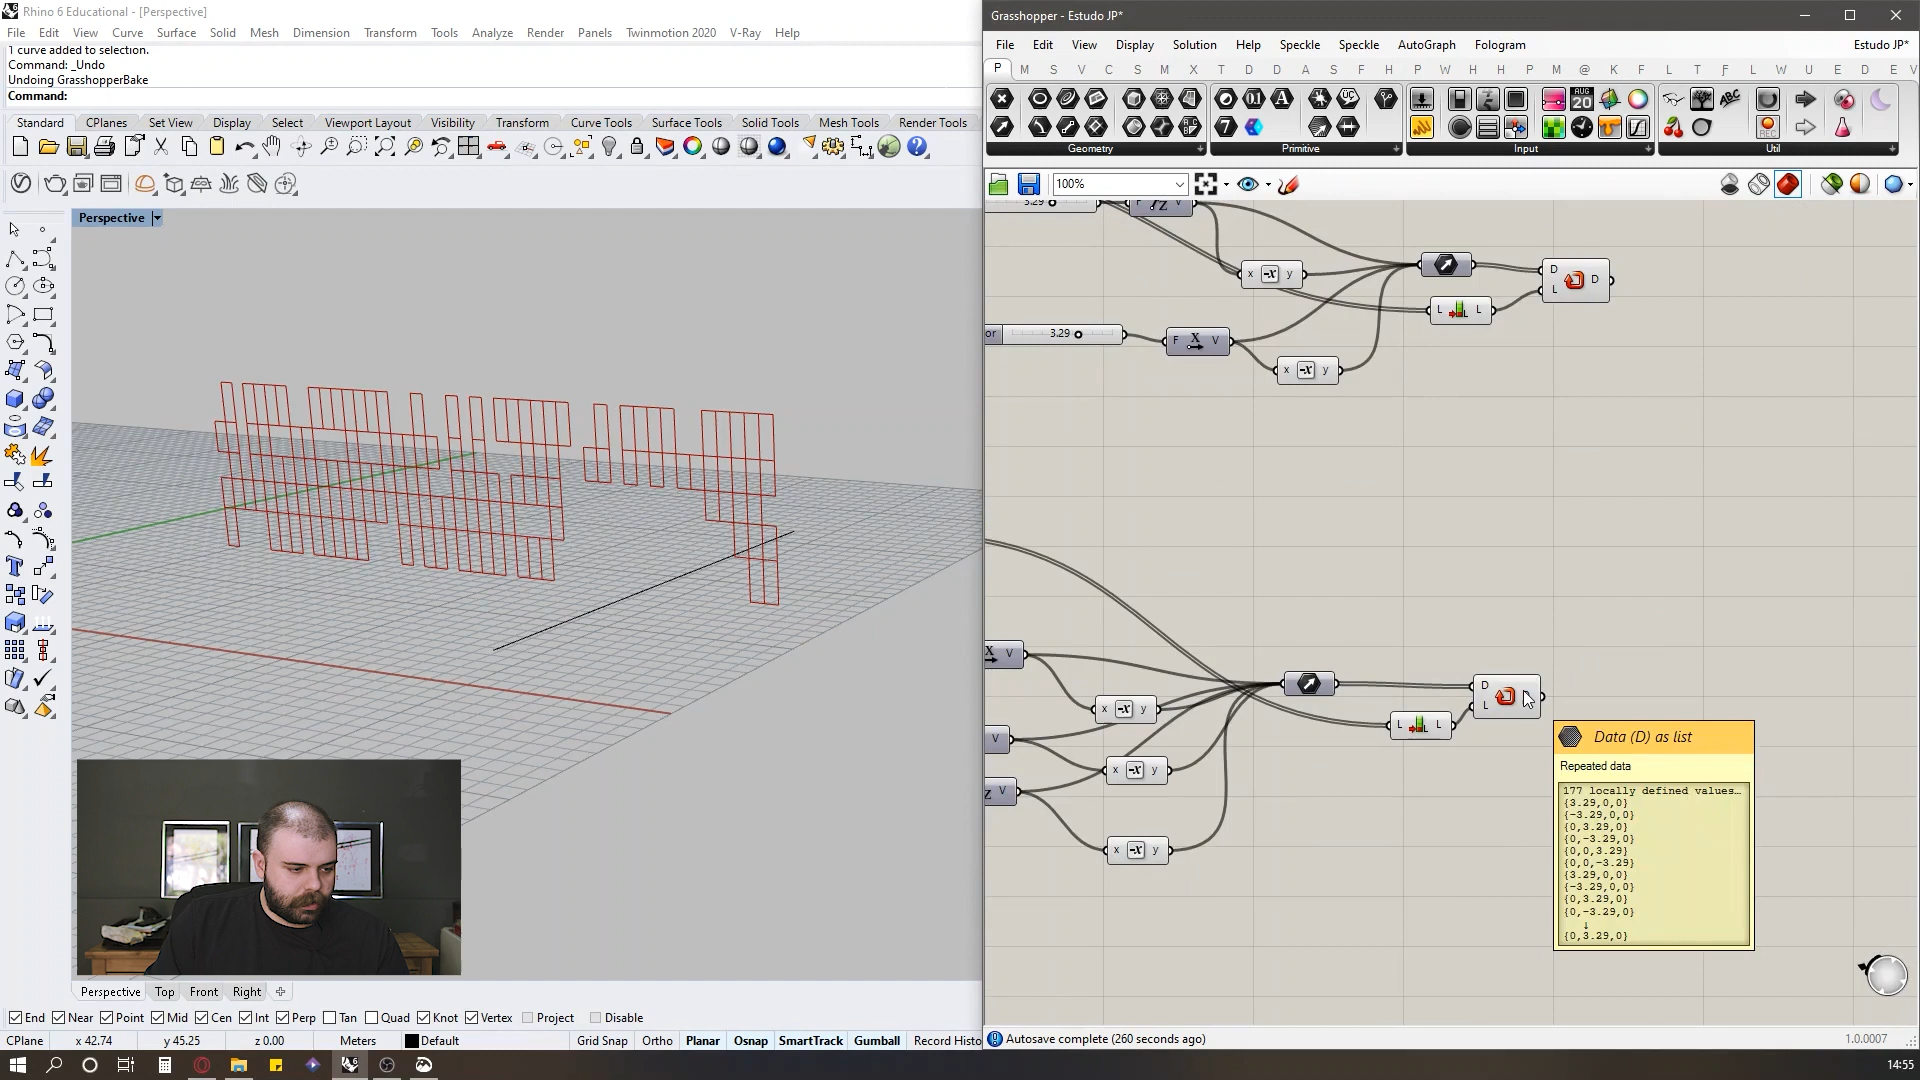 Rhino 6 Educational - [Perspective]
File Edit View Curve Surface Solid Mesh Dimension Transform Tools Analyze Render Panels Twinmotion 2020 V-Ray Help
1 curve added to selection.
Command: _Undo
Undoing GrasshopperBake
Command:
Standard CPlanes Set View Display Select Viewport Layout Visibility Transform Curve Tools Surface Tools Solid Tools Mesh Tools Render Tools
Perspective
Perspective Top Front Right
End Near Point Mid Cen Int Perp Tan Quad Knot Vertex Project Disable
CPlane x 42.74 y 45.25 z 0.00 Meters Default Grid Snap Ortho Planar Osnap SmartTrack Gumball Record Histo
Grasshopper - Estudo JP*
File Edit View Display Solution Help Speckle Speckle AutoGraph Fologram Estudo JP*
P M S V C S M X T D D A S F H P W H H P M @ K F L T F L W U E D E V
Geometry Primitive Input Util
100%
3.29 F Z V
x -x y
D L D
L L
or 3.29 F X V
x -x y
X V
x -x y
V
x -x y
Z V
x -x y
L L
D L
Data (D) as list
Repeated data
177 locally defined values…
{3.29,0,0}
{-3.29,0,0}
{0,3.29,0}
{0,-3.29,0}
{0,0,3.29}
{0,0,-3.29}
{3.29,0,0}
{-3.29,0,0}
{0,3.29,0}
{0,-3.29,0}
↓
{0,3.29,0}
Autosave complete (260 seconds ago) 1.0.0007
14:55